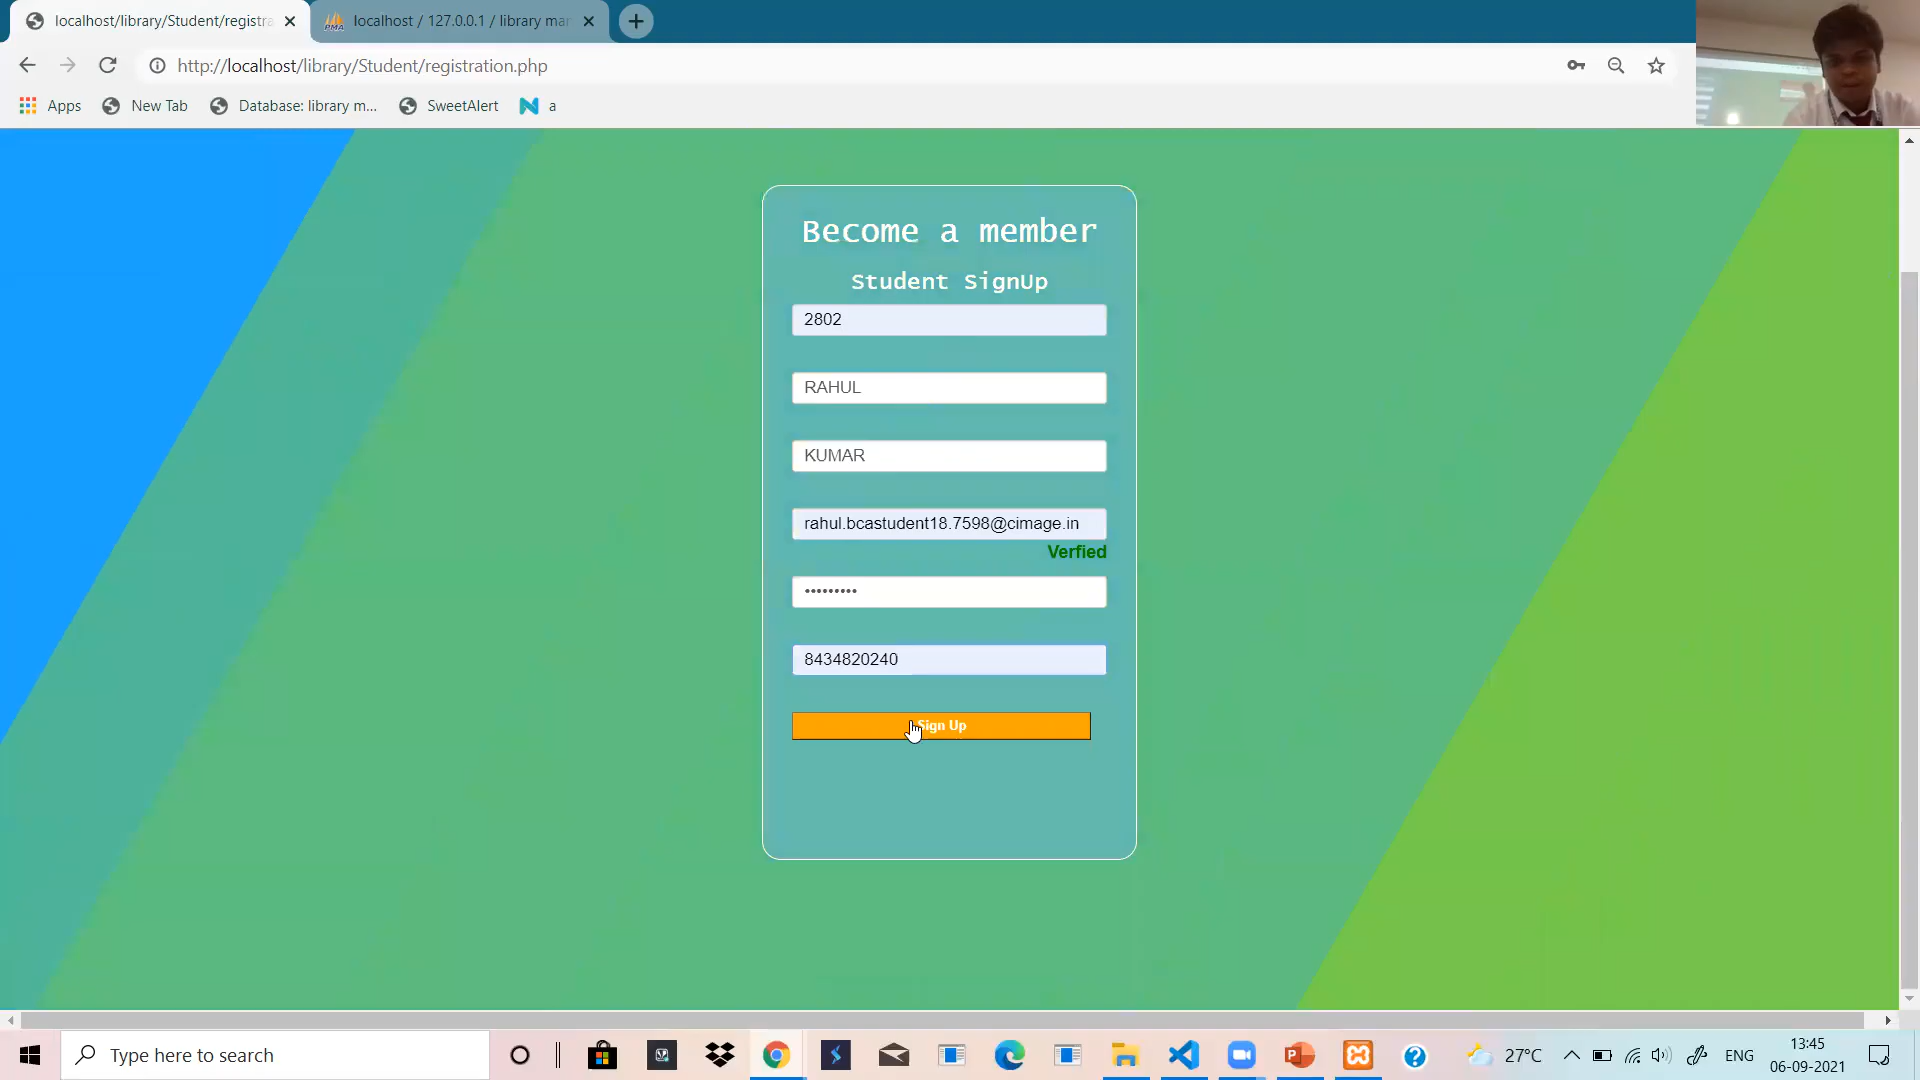 localhost/library/Student/registra
localhost / 127.0.0.1 / library mar
http://localhost/library/Student/registration.php
Apps
New Tab
Database: library m...
SweetAlert
a
Become a member
Student SignUp
2802
RAHUL
KUMAR
rahul.bcastudent18.7598@cimage.in
Verfied
•••••••••
8434820240
Sign Up
Type here to search
27°C
ENG
13:45
06-09-2021